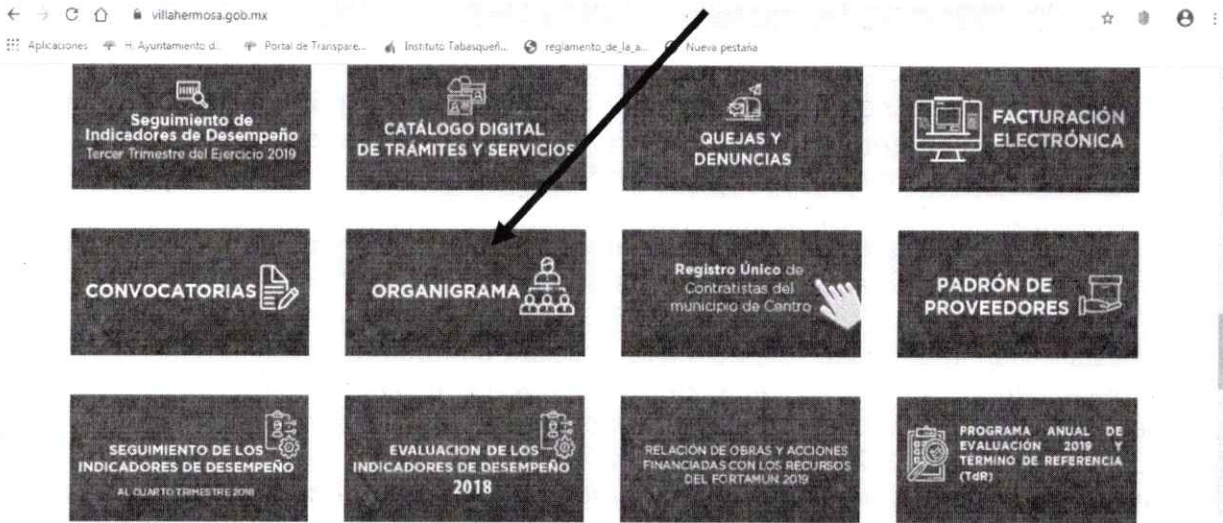 villahermosa.gob.mx
Aplicaciones H. Ayuntamiento d... Portal de Transpare... Instituto Tabasqueñ... reglamento_de_la_a... Nueva pestaña
Seguimiento de
Indicadores de Desempeño
Tercer Trimestre del Ejercicio 2019
CATÁLOGO DIGITAL
DE TRÁMITES Y SERVICIOS
QUEJAS Y
DENUNCIAS
FACTURACIÓN
ELECTRÓNICA
CONVOCATORIAS
ORGANIGRAMA
Registro Único de
Contratistas del
municipio de Centro
PADRÓN DE
PROVEEDORES
SEGUIMIENTO DE LOS
INDICADORES DE DESEMPEÑO
AL CUARTO TRIMESTRE 2018
EVALUACION DE LOS
INDICADORES DE DESEMPEÑO
2018
RELACIÓN DE OBRAS Y ACCIONES
FINANCIADAS CON LOS RECURSOS
DEL FORTAMUN 2019
PROGRAMA ANUAL DE
EVALUACIÓN 2019 Y
TÉRMINO DE REFERENCIA
(TdR)